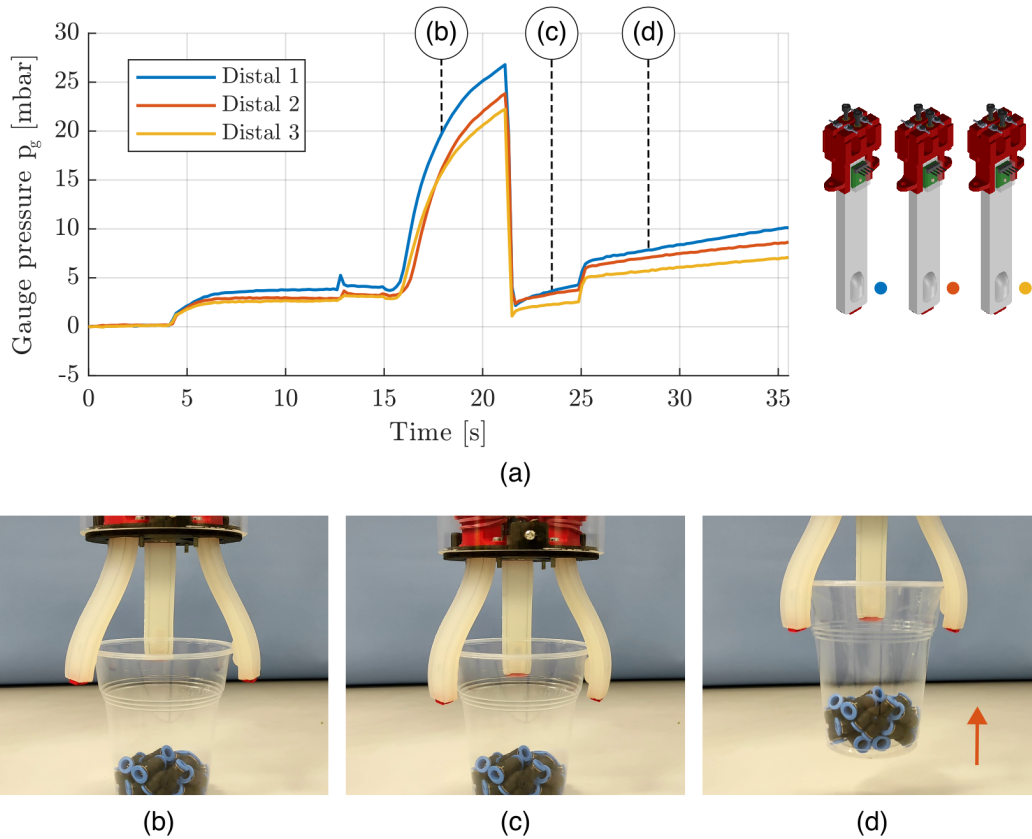 (b) (c) (d)
30
25
20
15
10
5
0
-5
Gauge pressure p_g [mbar]
Distal 1
Distal 2
Distal 3
0 5 10 15 20 25 30 35
Time [s]
(a)
(b) (c) (d)